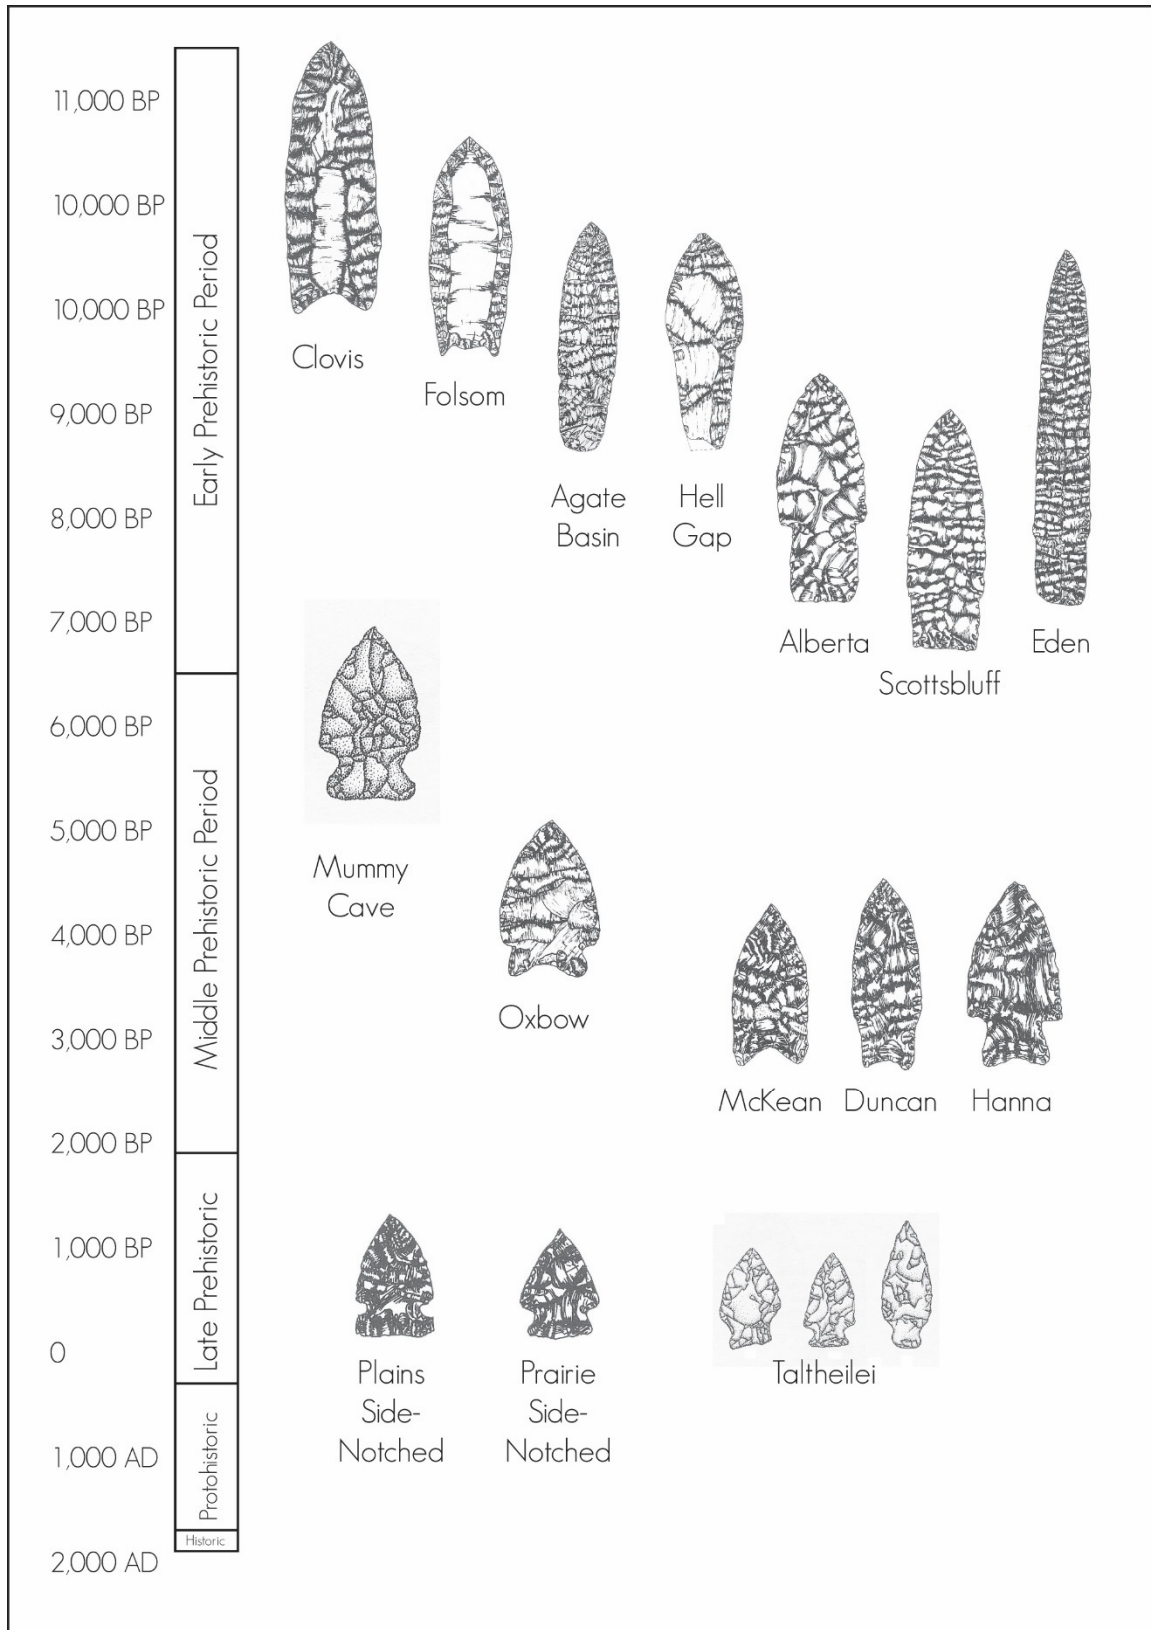 11,000 BP
10,000 BP
10,000 BP
9,000 BP
8,000 BP
7,000 BP
6,000 BP
5,000 BP
4,000 BP
3,000 BP
2,000 BP
1,000 BP
0
1,000 AD
2,000 AD
Early Prehistoric Period
Middle Prehistoric Period
Late Prehistoric
Protohistoric
Historic
Clovis
Folsom
Agate
Basin
Hell
Gap
Alberta
Scottsbluff
Eden
Mummy
Cave
Oxbow
McKean
Duncan
Hanna
Plains
Side-
Notched
Prairie
Side-
Notched
Taltheilei